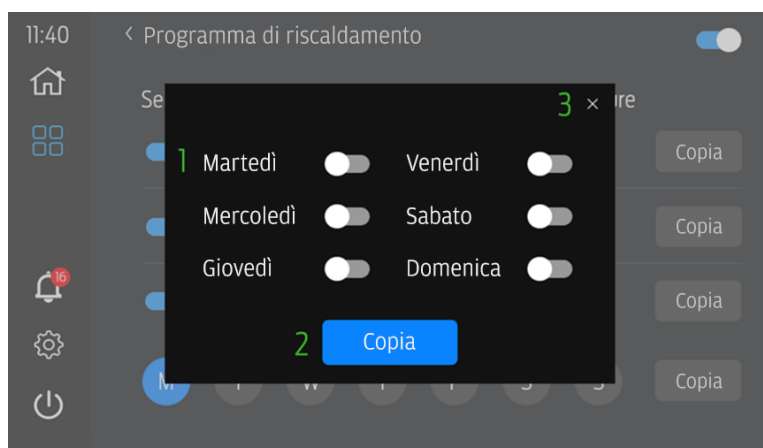 11:40
< Programma di riscaldamento
Se
3 × re
1 Martedì Venerdì Copia
Mercoledì Sabato Copia
Giovedì Domenica
16
Copia
2 Copia
M T W T F S S Copia